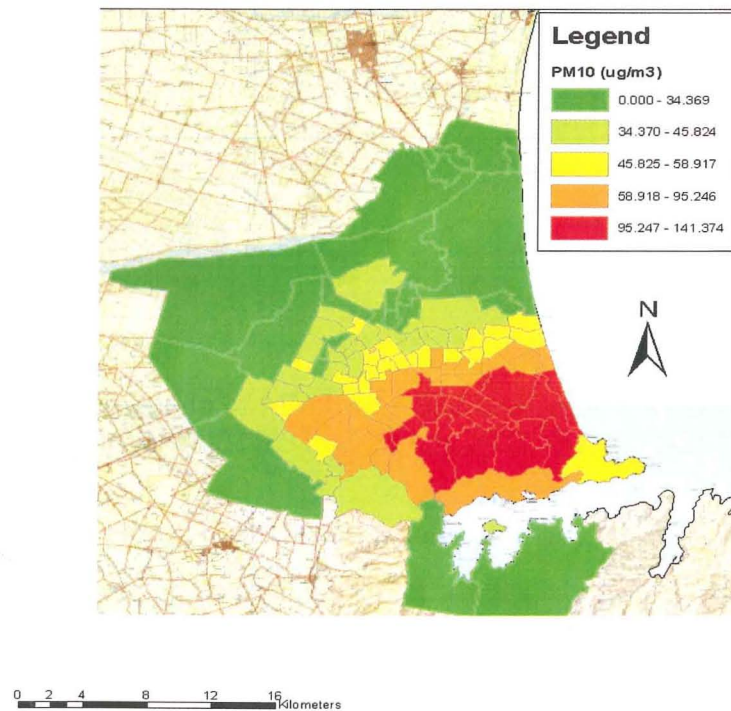 Legend
PM10 (ug/m3)
0.000 - 34.369
34.370 - 45.824
45.825 - 58.917
58.918 - 95.246
95.247 - 141.374
N
0 2 4 8 12 16
Kilometers